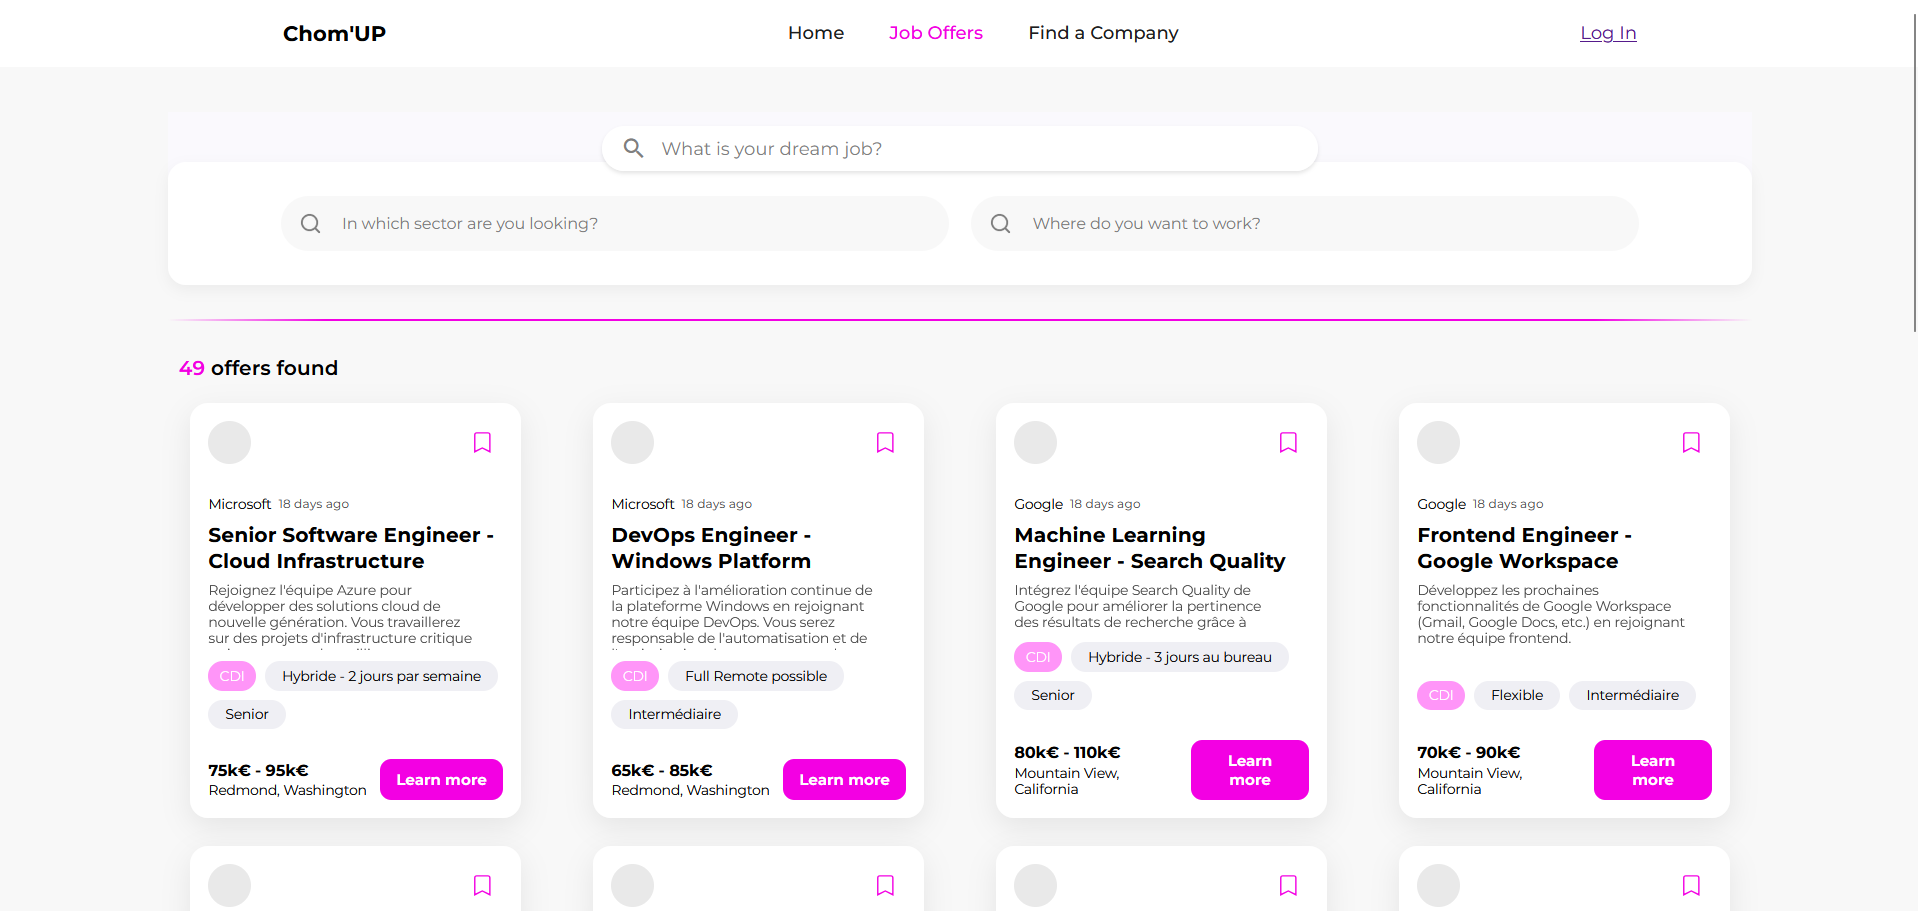 Chom'UP
Home
Job Offers
Find a Company
Log In
What is your dream job?
In which sector are you looking?
Where do you want to work?
49 offers found
Microsoft 18 days ago
Senior Software Engineer -
Cloud Infrastructure
Rejoignez l'équipe Azure pour
développer des solutions cloud de
nouvelle génération. Vous travaillerez
sur des projets d'infrastructure critique
CDI
Hybride - 2 jours par semaine
Senior
75k€ - 95k€
Redmond, Washington
Learn more
Microsoft 18 days ago
DevOps Engineer -
Windows Platform
Participez à l'amélioration continue de
la plateforme Windows en rejoignant
notre équipe DevOps. Vous serez
responsable de l'automatisation et de
CDI
Full Remote possible
Intermédiaire
65k€ - 85k€
Redmond, Washington
Learn more
Google 18 days ago
Machine Learning
Engineer - Search Quality
Intégrez l'équipe Search Quality de
Google pour améliorer la pertinence
des résultats de recherche grâce à
CDI
Hybride - 3 jours au bureau
Senior
80k€ - 110k€
Mountain View,
California
Learn
more
Google 18 days ago
Frontend Engineer -
Google Workspace
Développez les prochaines
fonctionnalités de Google Workspace
(Gmail, Google Docs, etc.) en rejoignant
notre équipe frontend.
CDI
Flexible
Intermédiaire
70k€ - 90k€
Mountain View,
California
Learn
more